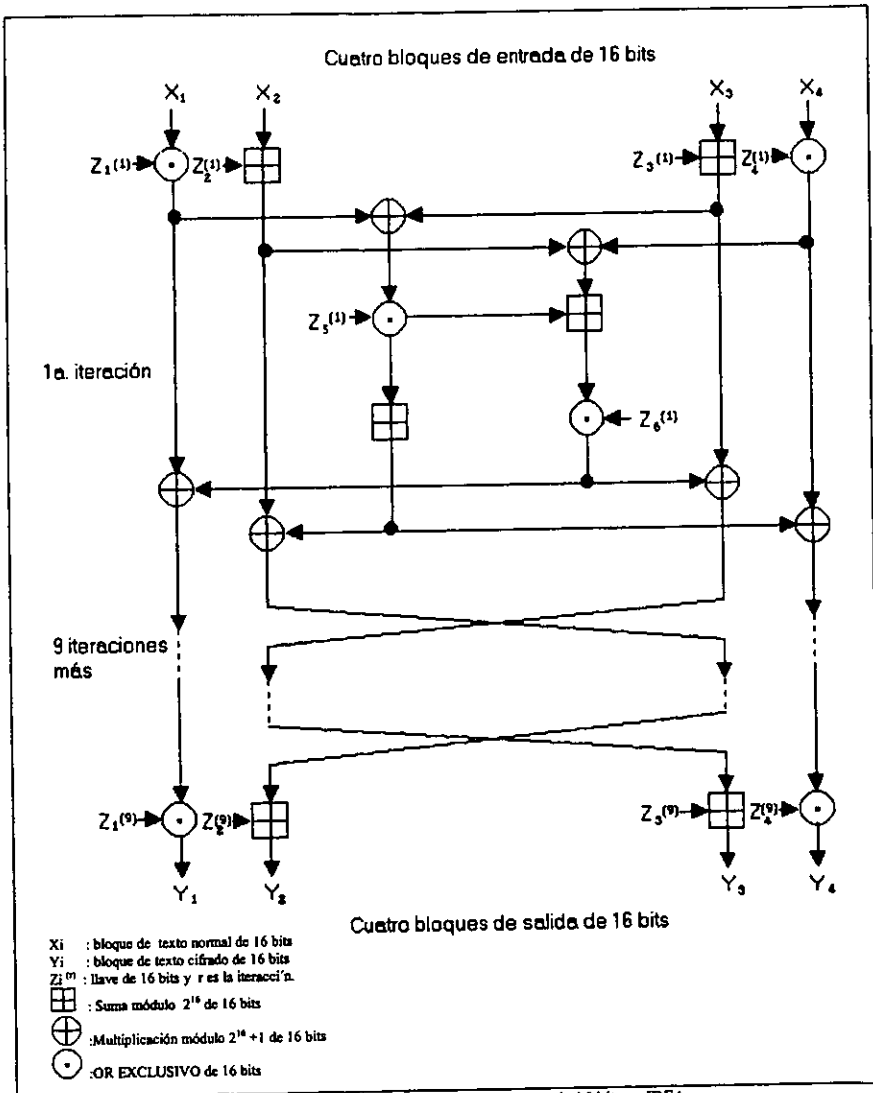 Cuatro bloques de entrada de 16 bits
X₁ X₂ X₃ X₄
Z₁⁽¹⁾ Z₂⁽¹⁾ Z₃⁽¹⁾ Z₄⁽¹⁾
Z₅⁽¹⁾
1a. iteración
Z₆⁽¹⁾
9 iteraciones
más
Z₁⁽⁹⁾ Z₂⁽⁹⁾ Z₃⁽⁹⁾ Z₄⁽⁹⁾
Y₁ Y₂ Y₃ Y₄
Cuatro bloques de salida de 16 bits
Xi : bloque de texto normal de 16 bits
Yi : bloque de texto cifrado de 16 bits
Zi⁽ʳ⁾ : llave de 16 bits y r es la iteracci´n.
: Suma módulo 2¹⁶ de 16 bits
:Multiplicación módulo 2¹⁶ +1 de 16 bits
:OR EXCLUSIVO de 16 bits